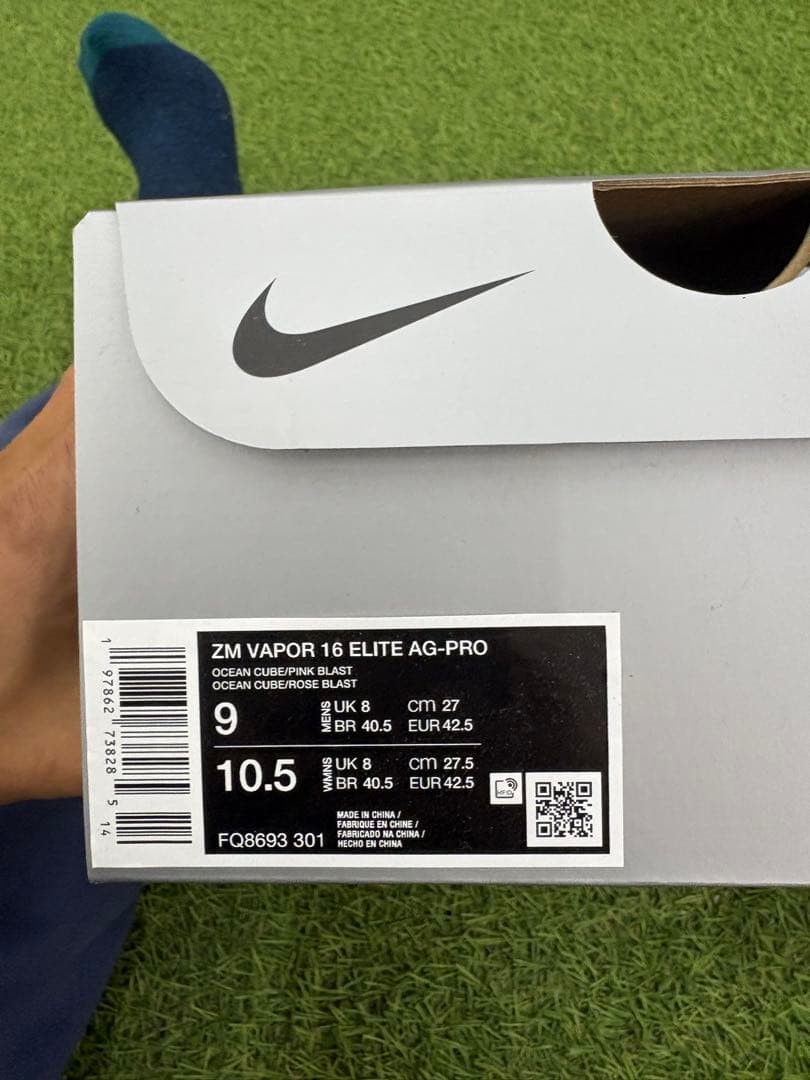 ZM VAPOR 16 ELITE AG-PRO
OCEAN CUBE/PINK BLAST
OCEAN CUBE/ROSE BLAST
9 MENS UK 8 cm 27
BR 40.5 EUR 42.5
10.5 WMNS UK 8 cm 27.5
BR 40.5 EUR 42.5
FQ8693 301
MADE IN CHINA /
FABRIQUE EN CHINE /
FABRICADO NA CHINA /
HECHO EN CHINA
1 97862 73828 5 14